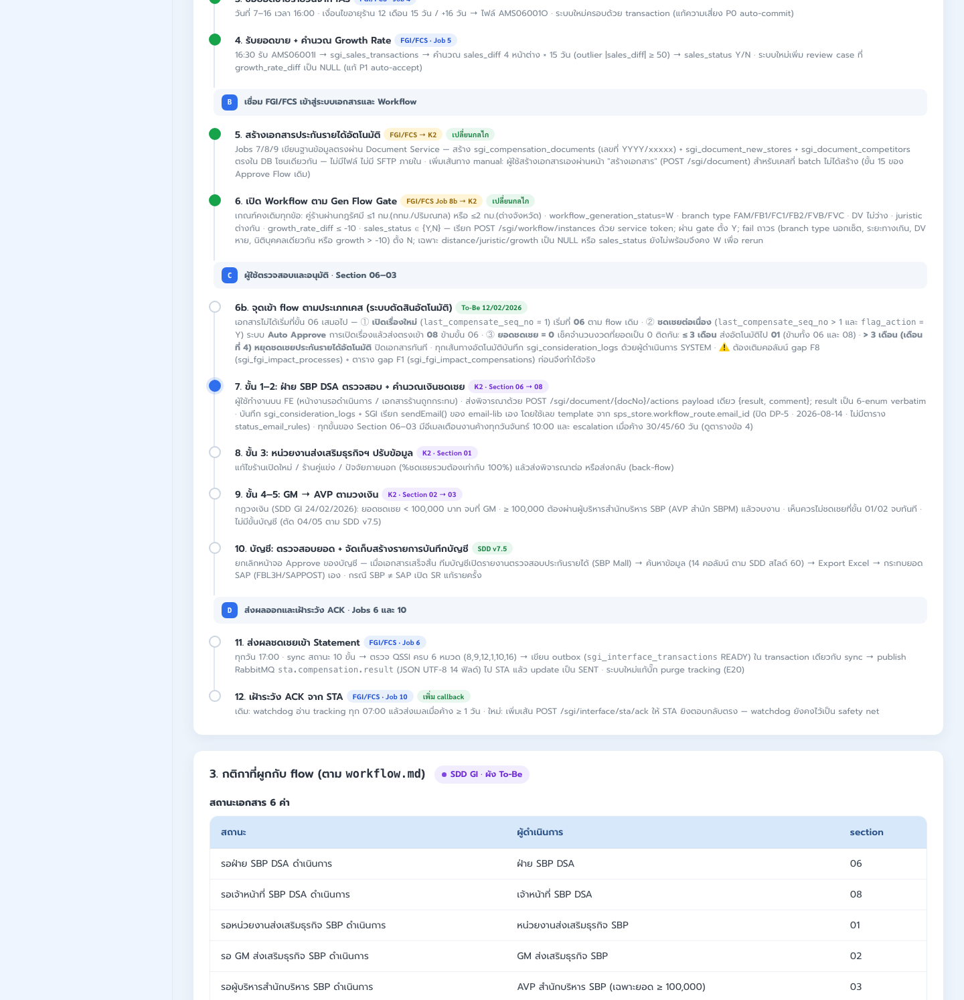 วันที่ 7–16 เวลา 16:00 · เงื่อนไขอายุร้าน 12 เดือน 15 วัน / +16 วัน → ไฟล์ AMS06001O · ระบบใหม่ครอบด้วย transaction (แก้ความเสี่ยง P0 auto-commit)
4. รับยอดขาย + คำนวณ Growth Rate FGI/FCS · Job 5
16:30 รับ AMS06001I → sgi_sales_transactions → คำนวณ sales_diff 4 หน้าต่าง × 15 วัน (outlier |sales_diff| ≥ 50) → sales_status Y/N · ระบบใหม่เพิ่ม review case ที่
growth_rate_diff เป็น NULL (แก้ P1 auto-accept)
B เชื่อม FGI/FCS เข้าสู่ระบบเอกสารและ Workflow
5. สร้างเอกสารประกันรายได้อัตโนมัติ FGI/FCS → K2 เปลี่ยนกลไก
Jobs 7/8/9 เขียนฐานข้อมูลตรงผ่าน Document Service — สร้าง sgi_compensation_documents (เลขที่ YYYY/xxxxx) + sgi_document_new_stores + sgi_document_competitors
ตรงใน DB โซนเดียวกัน — ไม่มีไฟล์ ไม่มี SFTP ภายใน · เพิ่มเส้นทาง manual: ผู้ใช้สร้างเอกสารเองผ่านหน้า "สร้างเอกสาร" (POST /sgi/document) สำหรับเคสที่ batch ไม่ได้สร้าง (ขั้น 15 ของ
Approve Flow เดิม)
6. เปิด Workflow ตาม Gen Flow Gate FGI/FCS Job 8b → K2 เปลี่ยนกลไก
เกณฑ์คงเดิมทุกข้อ: คู่ร้านผ่านกฎรัศมี ≤1 กม.(กทม./ปริมณฑล) หรือ ≤2 กม.(ต่างจังหวัด) · workflow_generation_status=W · branch type FAM/FB1/FC1/FB2/FVB/FVC · DV ไม่ว่าง · juristic
ต่างกัน · growth_rate_diff ≤ -10 · sales_status ∈ {Y,N} — เรียก POST /sgi/workflow/instances ด้วย service token; ผ่าน gate ตั้ง Y; fail ถาวร (branch type นอกเซ็ต, ระยะทางเกิน, DV
หาย, นิติบุคคลเดียวกัน หรือ growth > -10) ตั้ง N; เฉพาะ distance/juristic/growth เป็น NULL หรือ sales_status ยังไม่พร้อมจึงคง W เพื่อ rerun
C ผู้ใช้ตรวจสอบและอนุมัติ · Section 06–03
6b. จุดเข้า flow ตามประเภทเคส (ระบบตัดสินอัตโนมัติ) To-Be 12/02/2026
เอกสารไม่ได้เริ่มที่ขั้น 06 เสมอไป — ① เปิดเรื่องใหม่ (last_compensate_seq_no = 1) เริ่มที่ 06 ตาม flow เดิม · ② ชดเชยต่อเนื่อง (last_compensate_seq_no > 1 และ flag_action =
Y) ระบบ Auto Approve การเปิดเรื่องแล้วส่งตรงเข้า 08 ข้ามขั้น 06 · ③ ยอดชดเชย = 0 เช็คจำนวนงวดที่ยอดเป็น 0 ติดกัน: ≤ 3 เดือน ส่งอัตโนมัติไป 01 (ข้ามทั้ง 06 และ 08) · > 3 เดือน (เดือน
ที่ 4) หยุดชดเชยประกันรายได้อัตโนมัติ ปิดเอกสารทันที · ทุกเส้นทางอัตโนมัติบันทึก sgi_consideration_logs ด้วยผู้ดำเนินการ SYSTEM · ⚠️ ต้องเติมคอลัมน์ gap F8
(sgi_fgi_impact_processes) + ตาราง gap F1 (sgi_fgi_impact_compensations) ก่อนจึงทำได้จริง
7. ขั้น 1–2: ฝ่าย SBP DSA ตรวจสอบ + คำนวณเงินชดเชย K2 · Section 06 → 08
ผู้ใช้ทำงานบน FE (หน้างานรอดำเนินการ / เอกสารร้านถูกกระทบ) · ส่งพิจารณาด้วย POST /sgi/document/{docNo}/actions payload เดียว {result, comment}; result เป็น 6-enum verbatim
· บันทึก sgi_consideration_logs + SGI เรียก sendEmail() ของ email-lib เอง โดยใช้เลข template จาก sps_store.workflow_route.email_id (ปิด DP-5 · 2026-08-14 · ไม่มีตาราง
status_email_rules) · ทุกขั้นของ Section 06–03 มีอีเมลเตือนงานค้างทุกวันจันทร์ 10:00 และ escalation เมื่อค้าง 30/45/60 วัน (ดูตารางข้อ 4)
8. ขั้น 3: หน่วยงานส่งเสริมธุรกิจฯ ปรับข้อมูล K2 · Section 01
แก้ไขร้านเปิดใหม่ / ร้านคู่แข่ง / ปัจจัยภายนอก (%ชดเชยรวมต้องเท่ากับ 100%) แล้วส่งพิจารณาต่อ หรือส่งกลับ (back-flow)
9. ขั้น 4–5: GM → AVP ตามวงเงิน K2 · Section 02 → 03
กฎวงเงิน (SDD GI 24/02/2026): ยอดชดเชย < 100,000 บาท จบที่ GM · ≥ 100,000 ต้องผ่านผู้บริหารสำนักบริหาร SBP (AVP สำนัก SBPM) แล้วจบงาน · เห็นควรไม่ชดเชยที่ขั้น 01/02 จบทันที ·
ไม่มีขั้นบัญชี (ตัด 04/05 ตาม SDD v7.5)
10. บัญชี: ตรวจสอบยอด + จัดเก็บสร้างรายการบันทึกบัญชี SDD v7.5
ยกเลิกหน้าจอ Approve ของบัญชี — เมื่อเอกสารเสร็จสิ้น ทีมบัญชีเปิดรายงานตรวจสอบประกันรายได้ (SBP Mall) → ค้นหาข้อมูล (14 คอลัมน์ ตาม SDD สไลด์ 60) → Export Excel → กระทบยอด
SAP (FBL3H/SAPPOST) เอง · กรณี SBP ≠ SAP เปิด SR แก้รายครั้ง
D ส่งผลออกและเฝ้าระวัง ACK · Jobs 6 และ 10
11. ส่งผลชดเชยเข้า Statement FGI/FCS · Job 6
ทุกวัน 17:00 · sync สถานะ 10 ขั้น → ตรวจ QSSI ครบ 6 หมวด (8,9,12,1,10,16) → เขียน outbox (sgi_interface_transactions READY) ใน transaction เดียวกับ sync → publish
RabbitMQ sta.compensation.result (JSON UTF-8 14 ฟิลด์) ไป STA แล้ว update เป็น SENT · ระบบใหม่แก้บั๊ก purge tracking (E20)
12. เฝ้าระวัง ACK จาก STA FGI/FCS · Job 10 เพิ่ม callback
เดิม: watchdog อ่าน tracking ทุก 07:00 แล้วส่งเมลเมื่อค้าง ≥ 1 วัน · ใหม่: เพิ่มเส้น POST /sgi/interface/sta/ack ให้ STA ยิงตอบกลับตรง — watchdog ยังคงไว้เป็น safety net
3. กติกาที่ผูกกับ flow (ตาม workflow.md) SDD GI · ผัง To-Be
สถานะเอกสาร 6 ค่า
สถานะ ผู้ดำเนินการ section
รอฝ่าย SBP DSA ดำเนินการ ฝ่าย SBP DSA 06
รอเจ้าหน้าที่ SBP DSA ดำเนินการ เจ้าหน้าที่ SBP DSA 08
รอหน่วยงานส่งเสริมธุรกิจ SBP ดำเนินการ หน่วยงานส่งเสริมธุรกิจ SBP 01
รอ GM ส่งเสริมธุรกิจ SBP ดำเนินการ GM ส่งเสริมธุรกิจ SBP 02
รอผู้บริหารสำนักบริหาร SBP ดำเนินการ AVP สำนักบริหาร SBP (เฉพาะยอด ≥ 100,000) 03